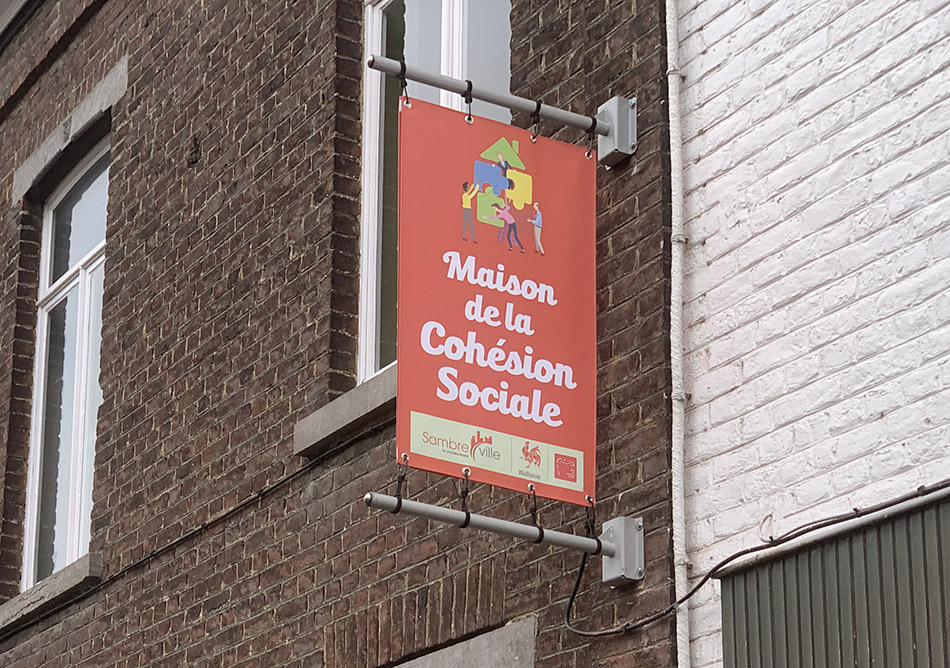 Maison
de la
Cohésion
Sociale
Sambreville
Wallonie